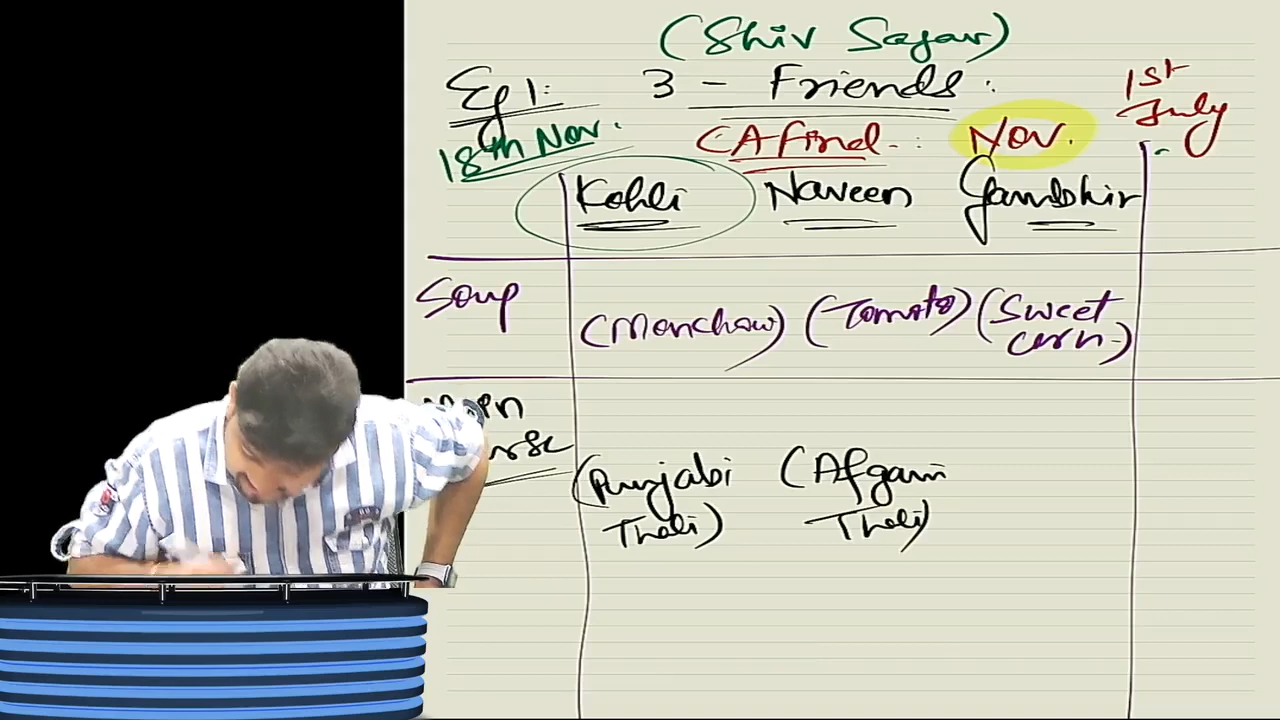 (Shiv Sagar)
Eg 1: 3 - Friends :
1st July
18th Nov. CA Final. : Nov.
Kohli Naveen Gambhir
Soup (Manchaw) (Tomato) (Sweet corn)
(Punjabi Thali) (Afgani Thali)